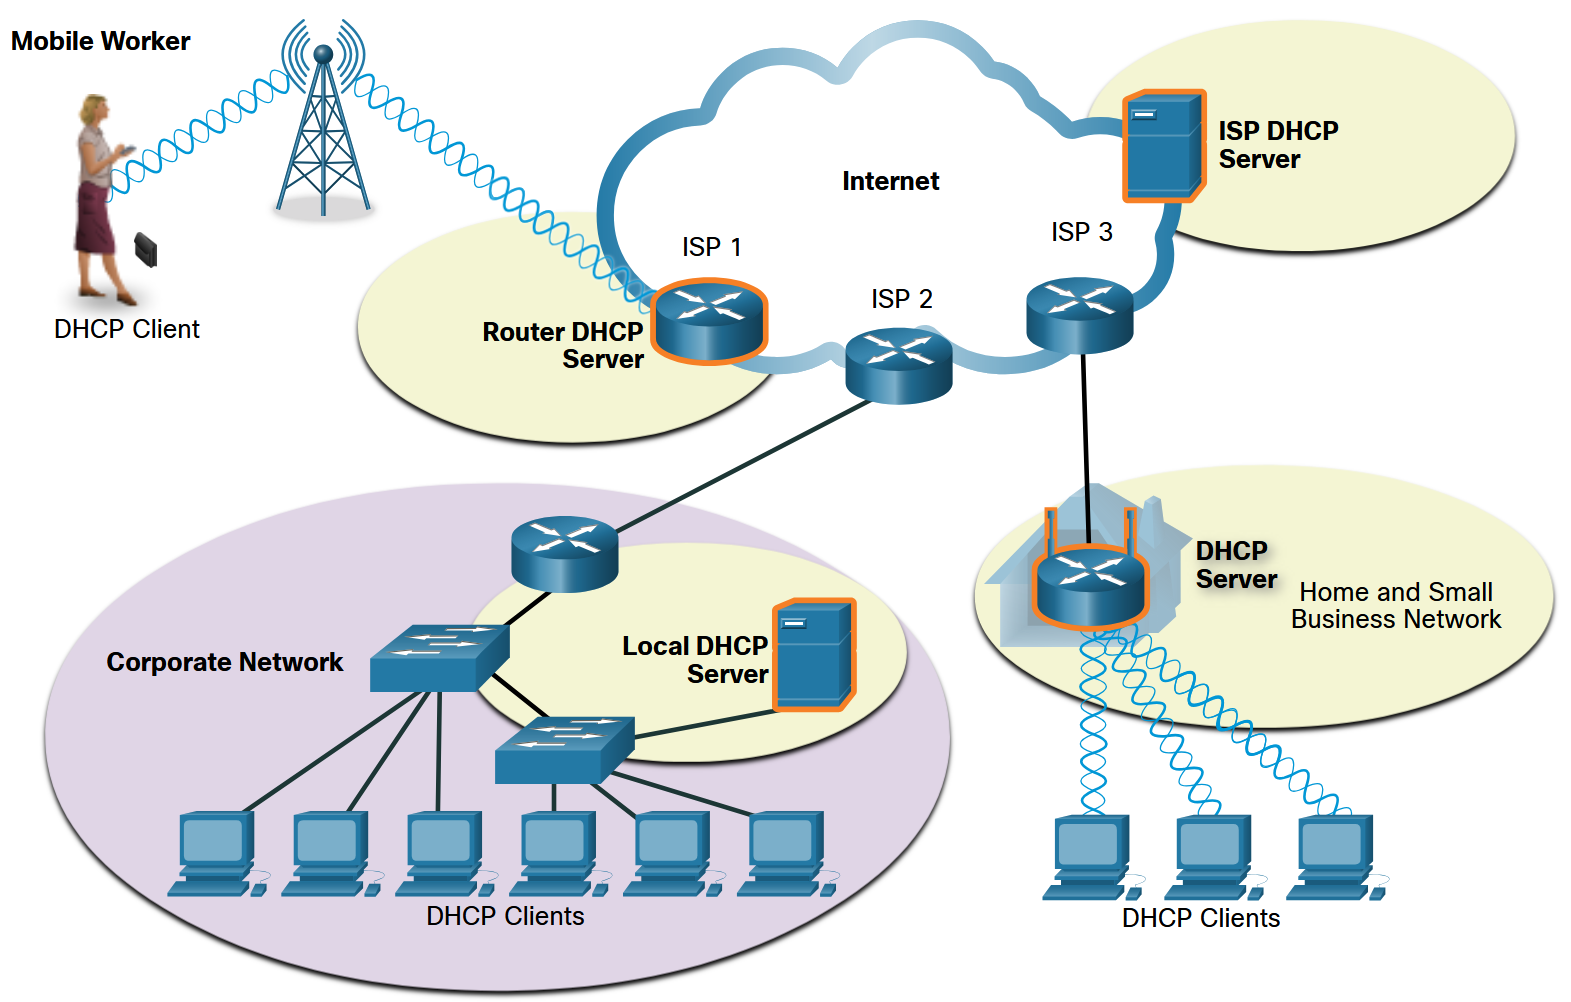 Mobile Worker
DHCP Client
Internet
ISP DHCP
Server
ISP 1
ISP 2
ISP 3
Router DHCP
Server
Corporate Network
Local DHCP
Server
DHCP Clients
DHCP
Server
Home and Small
Business Network
DHCP Clients